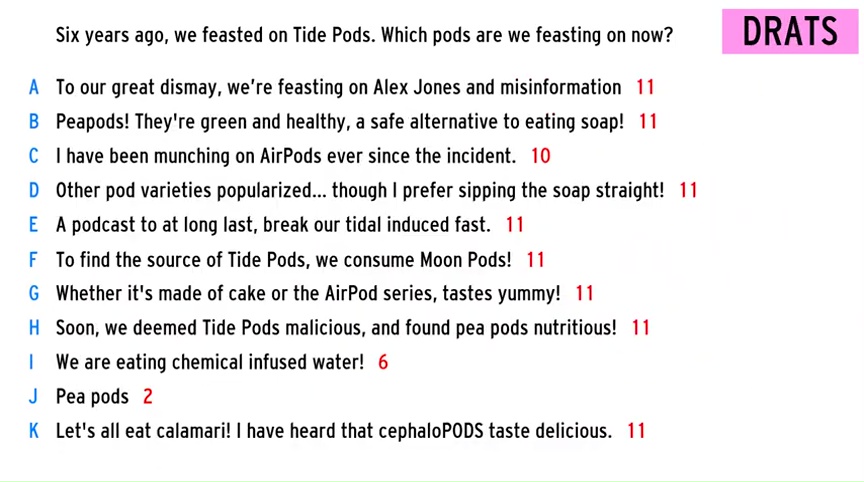 Six years ago, we feasted on Tide Pods. Which pods are we feasting on now?
DRATS
A To our great dismay, we’re feasting on Alex Jones and misinformation 11
B Peapods! They're green and healthy, a safe alternative to eating soap! 11
C I have been munching on AirPods ever since the incident. 10
D Other pod varieties popularized... though I prefer sipping the soap straight! 11
E A podcast to at long last, break our tidal induced fast. 11
F To find the source of Tide Pods, we consume Moon Pods! 11
G Whether it's made of cake or the AirPod series, tastes yummy! 11
H Soon, we deemed Tide Pods malicious, and found pea pods nutritious! 11
I We are eating chemical infused water! 6
J Pea pods 2
K Let's all eat calamari! I have heard that cephaloPODS taste delicious. 11